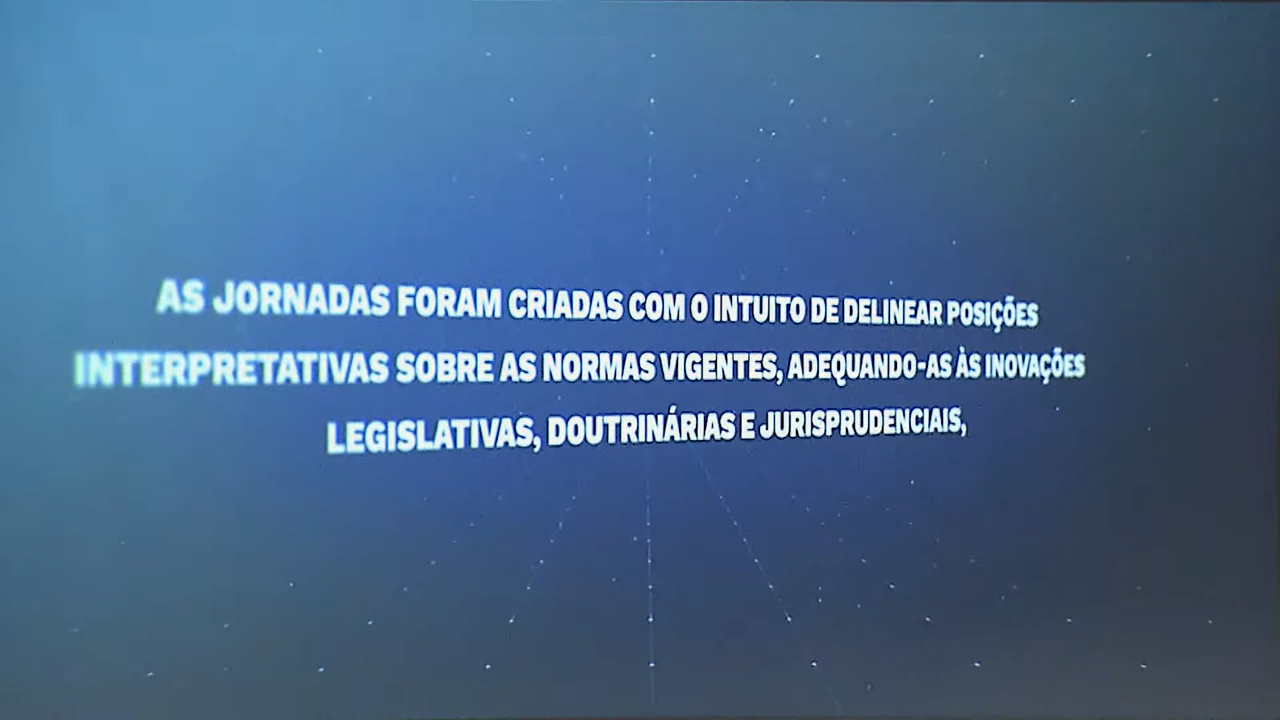 AS JORNADAS FORAM CRIADAS COM O INTUITO DE DELINEAR POSIÇÕES
INTERPRETATIVAS SOBRE AS NORMAS VIGENTES, ADEQUANDO-AS ÀS INOVAÇÕES
LEGISLATIVAS, DOUTRINÁRIAS E JURISPRUDENCIAIS,